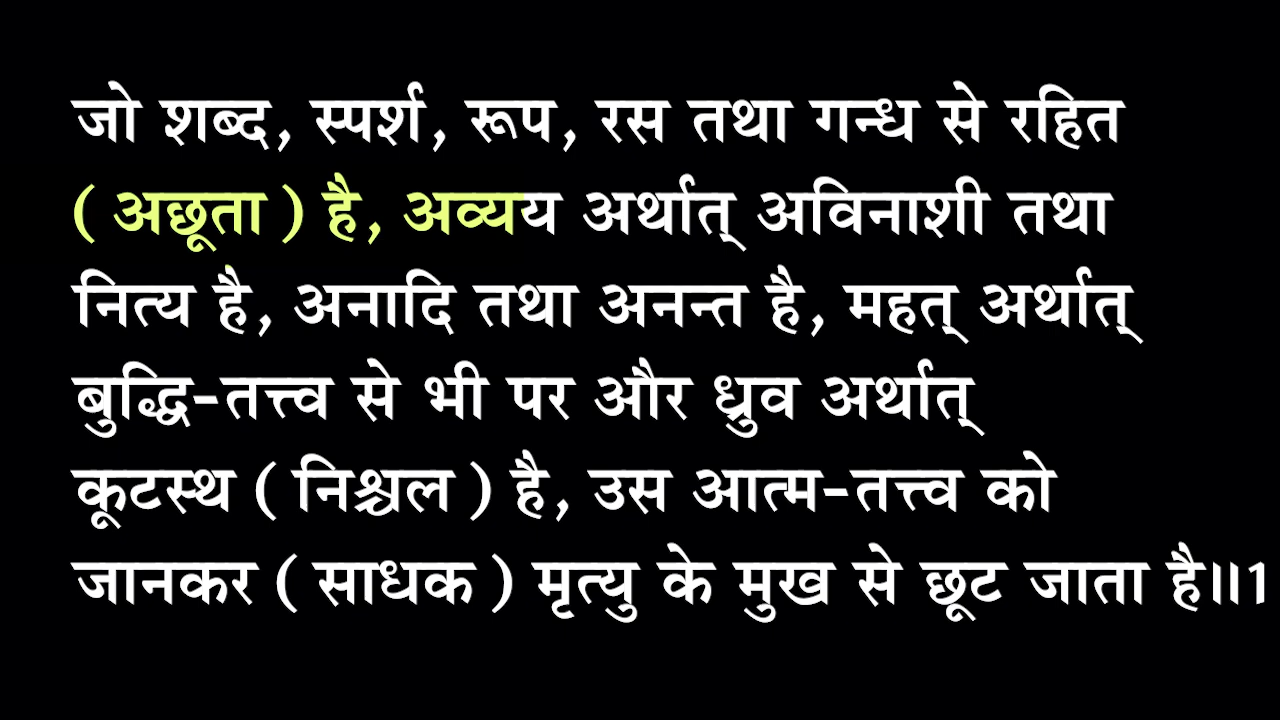 जो शब्द, स्पर्श, रूप, रस तथा गन्ध से रहित
( अछूता ) है, अव्यय अर्थात् अविनाशी तथा
नित्य है, अनादि तथा अनन्त है, महत् अर्थात्
बुद्धि-तत्त्व से भी पर और ध्रुव अर्थात्
कूटस्थ ( निश्चल ) है, उस आत्म-तत्त्व को
जानकर ( साधक ) मृत्यु के मुख से छूट जाता है॥1